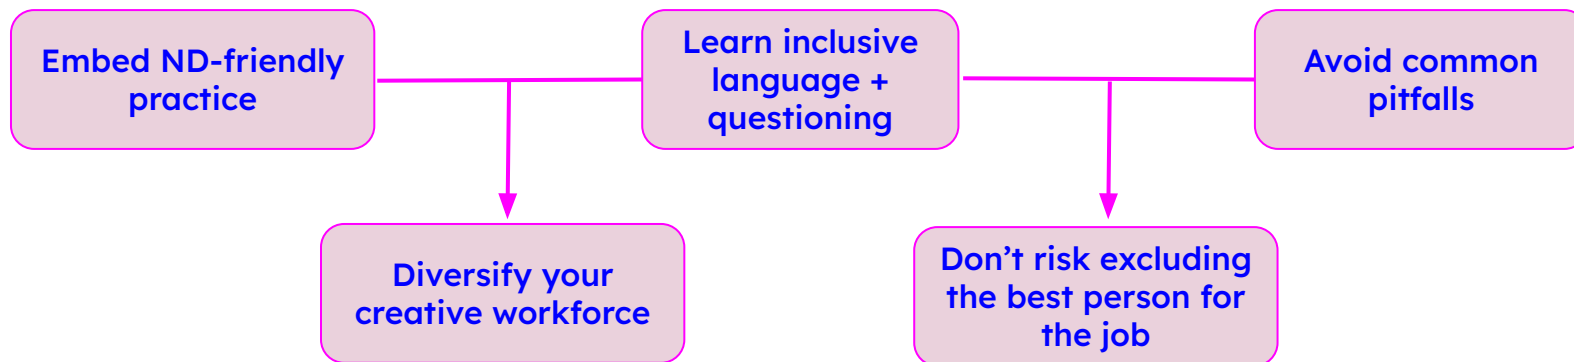 Embed ND-friendly
practice
Learn inclusive
language +
questioning
Avoid common
pitfalls
Diversify your
creative workforce
Don’t risk excluding
the best person for
the job